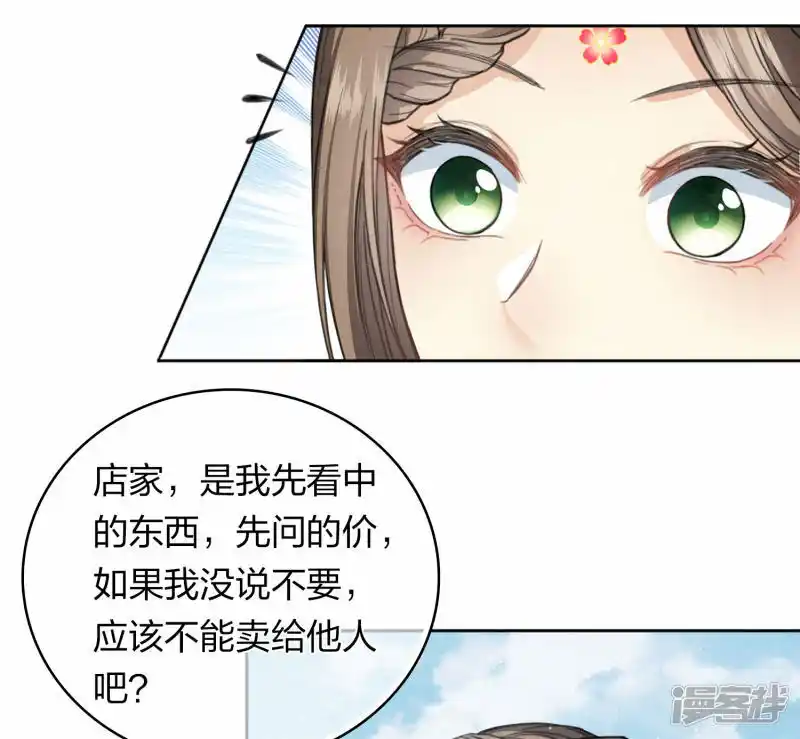 店家，是我先看中
的东西，先问的价，
如果我没说不要，
应该不能卖给他人
吧？
漫客栈